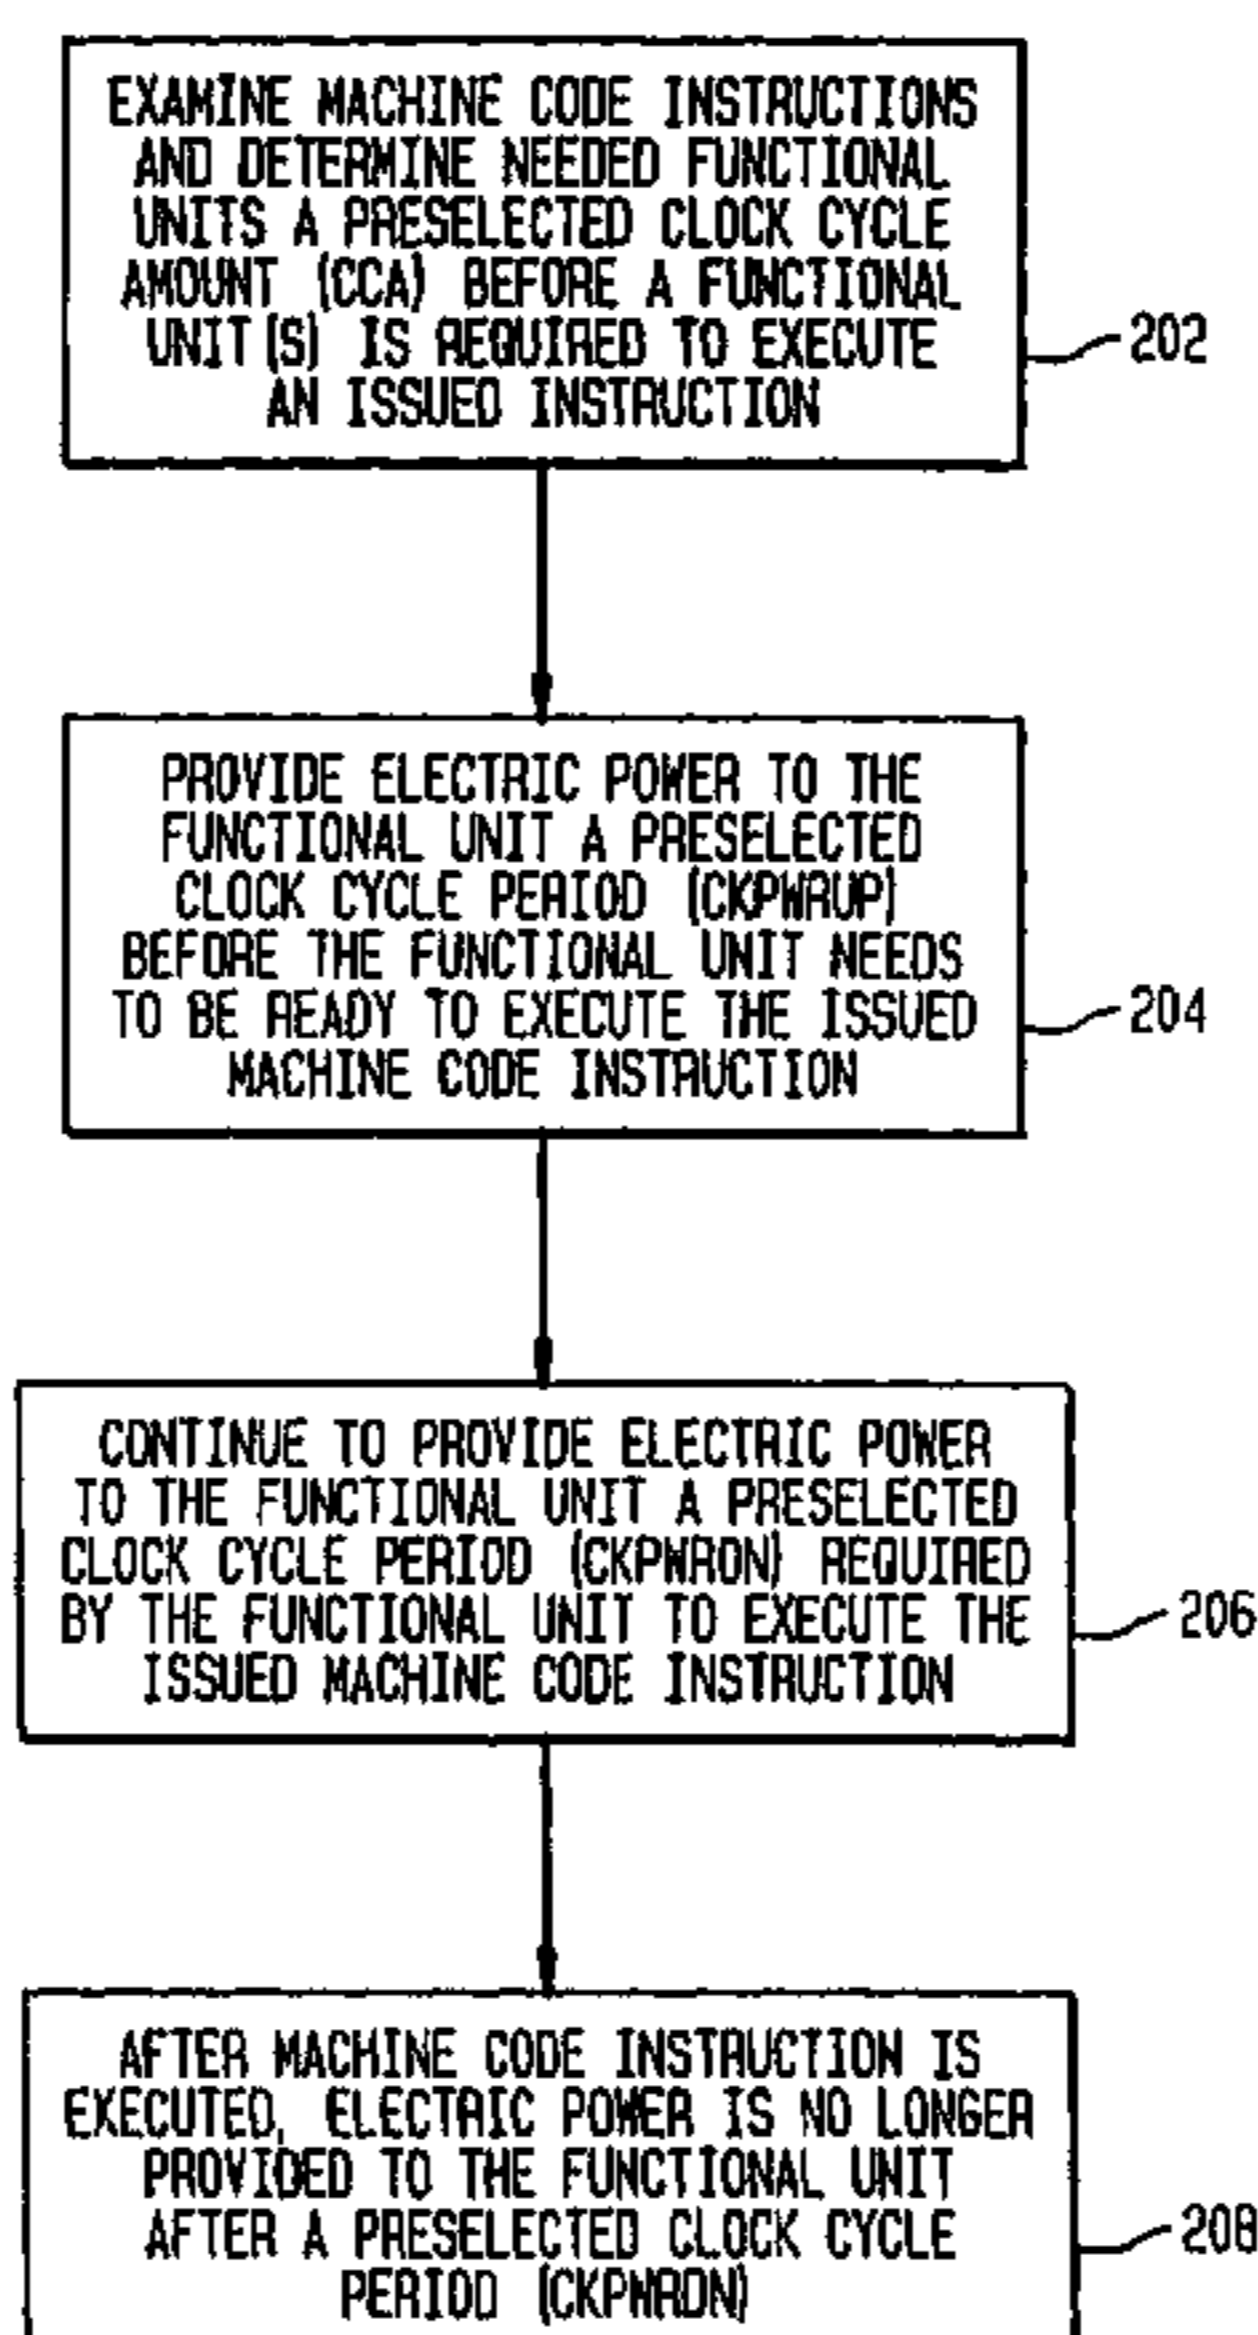 EXAMINE MACHINE CODE INSTRUCTIONS
AND DETERMINE NEEDED FUNCTIONAL
UNITS A PRESELECTED CLOCK CYCLE
AMOUNT (CCA) BEFORE A FUNCTIONAL
UNIT(S) IS REQUIRED TO EXECUTE
AN ISSUED INSTRUCTION
202
PROVIDE ELECTRIC POWER TO THE
FUNCTIONAL UNIT A PRESELECTED
CLOCK CYCLE PERIOD (CKPWRUP)
BEFORE THE FUNCTIONAL UNIT NEEDS
TO BE READY TO EXECUTE THE ISSUED
MACHINE CODE INSTRUCTION
204
CONTINUE TO PROVIDE ELECTRIC POWER
TO THE FUNCTIONAL UNIT A PRESELECTED
CLOCK CYCLE PERIOD (CKPWRON) REQUIRED
BY THE FUNCTIONAL UNIT TO EXECUTE THE
ISSUED MACHINE CODE INSTRUCTION
206
AFTER MACHINE CODE INSTRUCTION IS
EXECUTED, ELECTRIC POWER IS NO LONGER
PROVIDED TO THE FUNCTIONAL UNIT
AFTER A PRESELECTED CLOCK CYCLE
PERIOD (CKPWRDN)
208